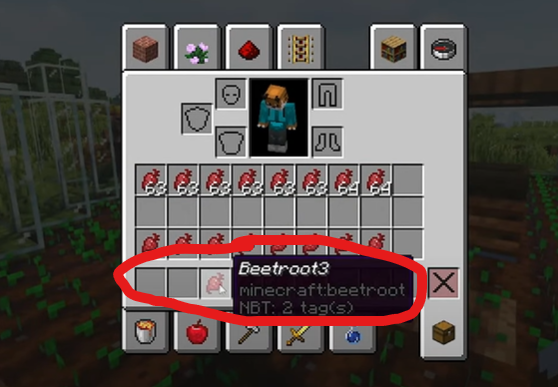 63 63 63 63 63 63 64 64
Beetroot3
minecraft:beetroot
NBT: 2 tag(s)